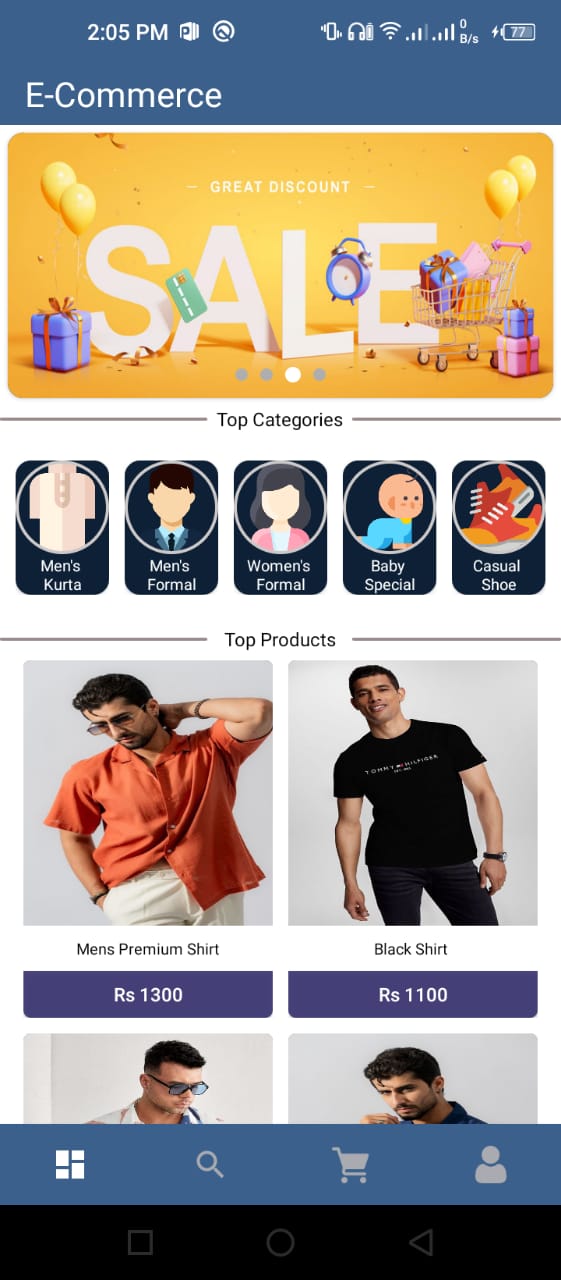 2:05 PM
0
B/s
77
E-Commerce
GREAT DISCOUNT
SALE
Top Categories
Men's
Kurta
Men's
Formal
Women's
Formal
Baby
Special
Casual
Shoe
Top Products
TOMMY HILFIGER
Mens Premium Shirt
Black Shirt
Rs 1300
Rs 1100